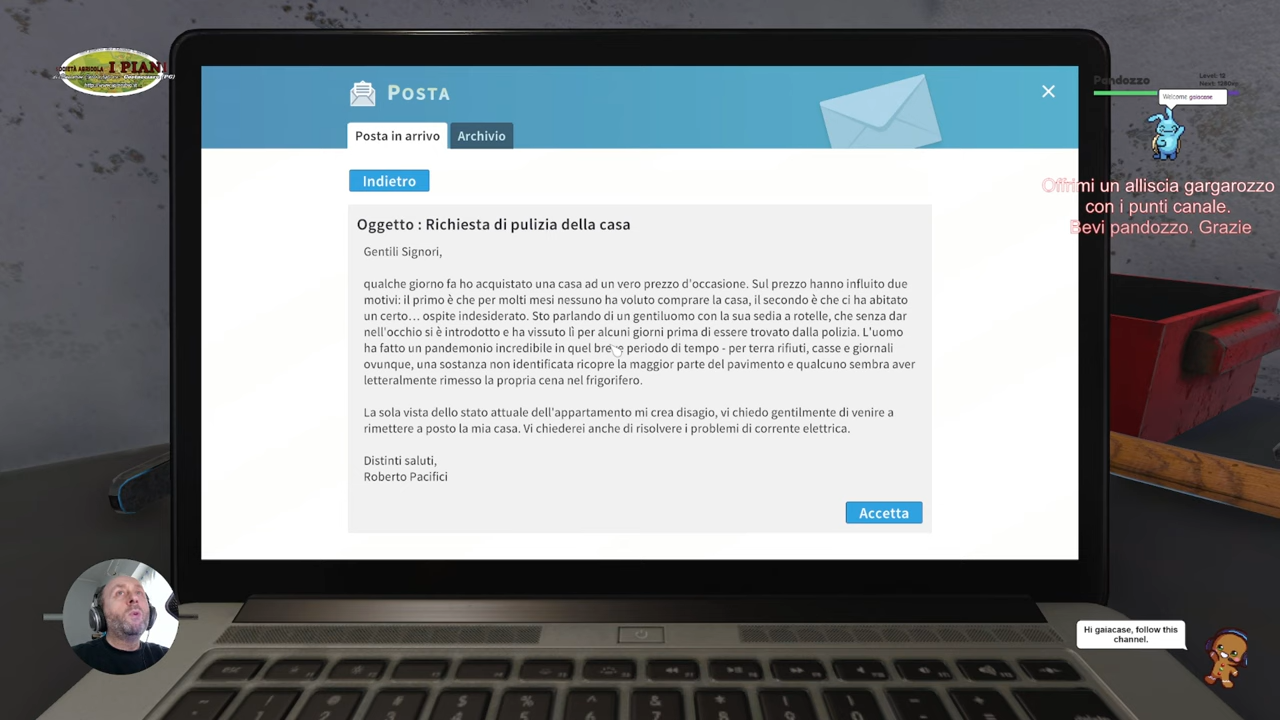 I PIANI
Pandozzo
Level: 12
Welcome gaiacase
POSTA
Posta in arrivo
Archivio
Indietro
Offrimi un alliscia gargarozzo
con i punti canale.
Bevi pandozzo. Grazie
Oggetto : Richiesta di pulizia della casa
Gentili Signori,
qualche giorno fa ho acquistato una casa ad un vero prezzo d'occasione. Sul prezzo hanno influito due
motivi: il primo è che per molti mesi nessuno ha voluto comprare la casa, il secondo è che ci ha abitato
un certo... ospite indesiderato. Sto parlando di un gentiluomo con la sua sedia a rotelle, che senza dar
nell'occhio si è introdotto e ha vissuto lì per alcuni giorni prima di essere trovato dalla polizia. L'uomo
ha fatto un pandemonio incredibile in quel breve periodo di tempo - per terra rifiuti, casse e giornali
ovunque, una sostanza non identificata ricopre la maggior parte del pavimento e qualcuno sembra aver
letteralmente rimesso la propria cena nel frigorifero.
La sola vista dello stato attuale dell'appartamento mi crea disagio, vi chiedo gentilmente di venire a
rimettere a posto la mia casa. Vi chiederei anche di risolvere i problemi di corrente elettrica.
Distinti saluti,
Roberto Pacifici
Accetta
Hi gaiacase, follow this
channel.